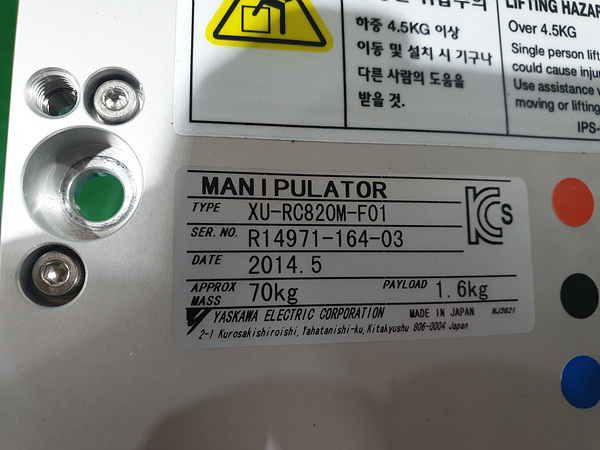 하중 4.5KG 이상
이동 및 설치 시 기구나
다른 사람의 도움을
받을 것.
LIFTING HAZAR
Over 4.5KG
Single person lift
could cause injur
Use assistance
moving or lifting
IPS-
MANIPULATOR
TYPE XU-RC820M-F01
SER. NO. R14971-164-03
DATE 2014.5
APPROX MASS 70kg PAYLOAD 1.6kg
YASKAWA ELECTRIC CORPORATION MADE IN JAPAN NJ3621
2-1 Kurosakishiroishi, Yahatanishi-ku, Kitakyushu 806-0004 Japan
KCs